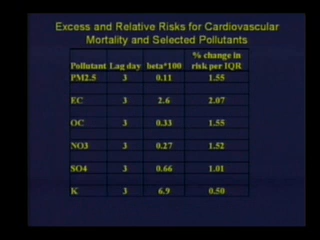 Excess and Relative Risks for Cardiovascular
Mortality and Selected Pollutants
Pollutant Lag day beta*100 % change in risk per IQR
PM2.5 3 0.11 1.55
EC 3 2.6 2.07
OC 3 0.33 1.55
NO3 3 0.27 1.52
SO4 3 0.66 1.01
K 3 6.9 0.50